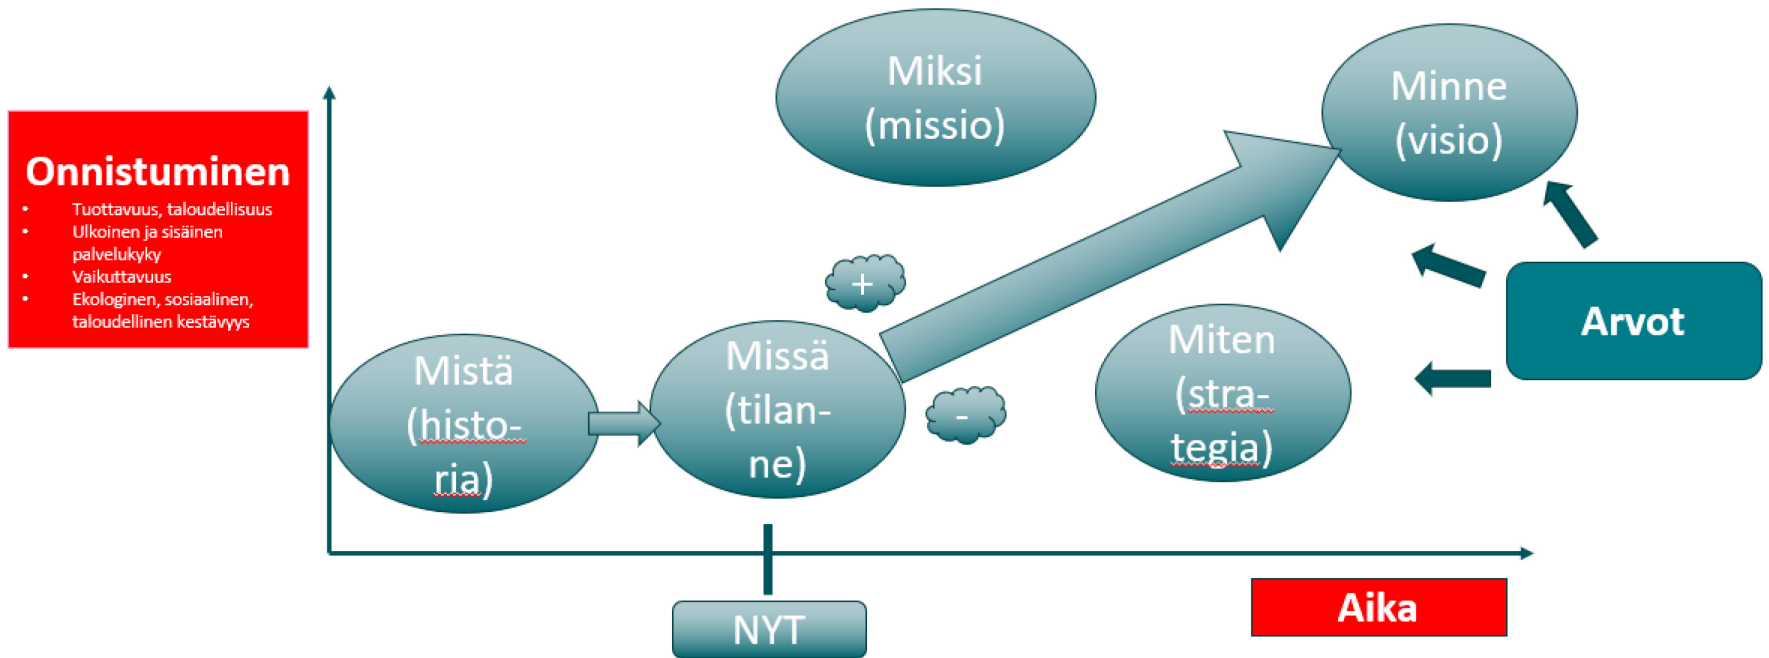 Onnistuminen
• Tuottavuus, taloudellisuus
• Ulkoinen ja sisäinen
palvelukyky
• Vaikuttavuus
• Ekologinen, sosiaalinen,
taloudellinen kestävyys
Mistä
(histo-
ria)
Missä
(tilan-
ne)
+
-
Miksi
(missio)
Minne
(visio)
Miten
(stra-
tegia)
Arvot
NYT
Aika